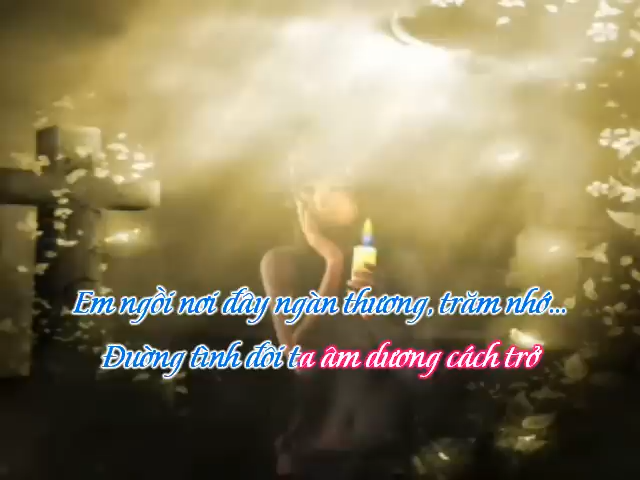 Em ngồi nơi đây ngàn thương, trăm nhớ...
Đường tình đôi ta âm dương cách trở